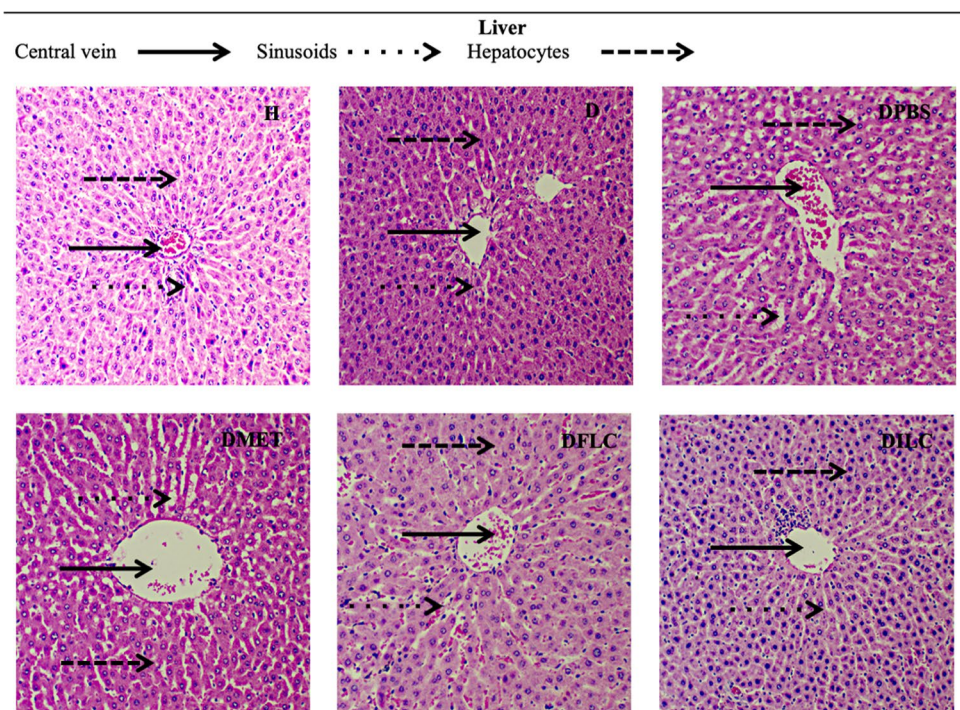 Liver
Central vein Sinusoids Hepatocytes
H D DPBS
DMET DFLC DILC